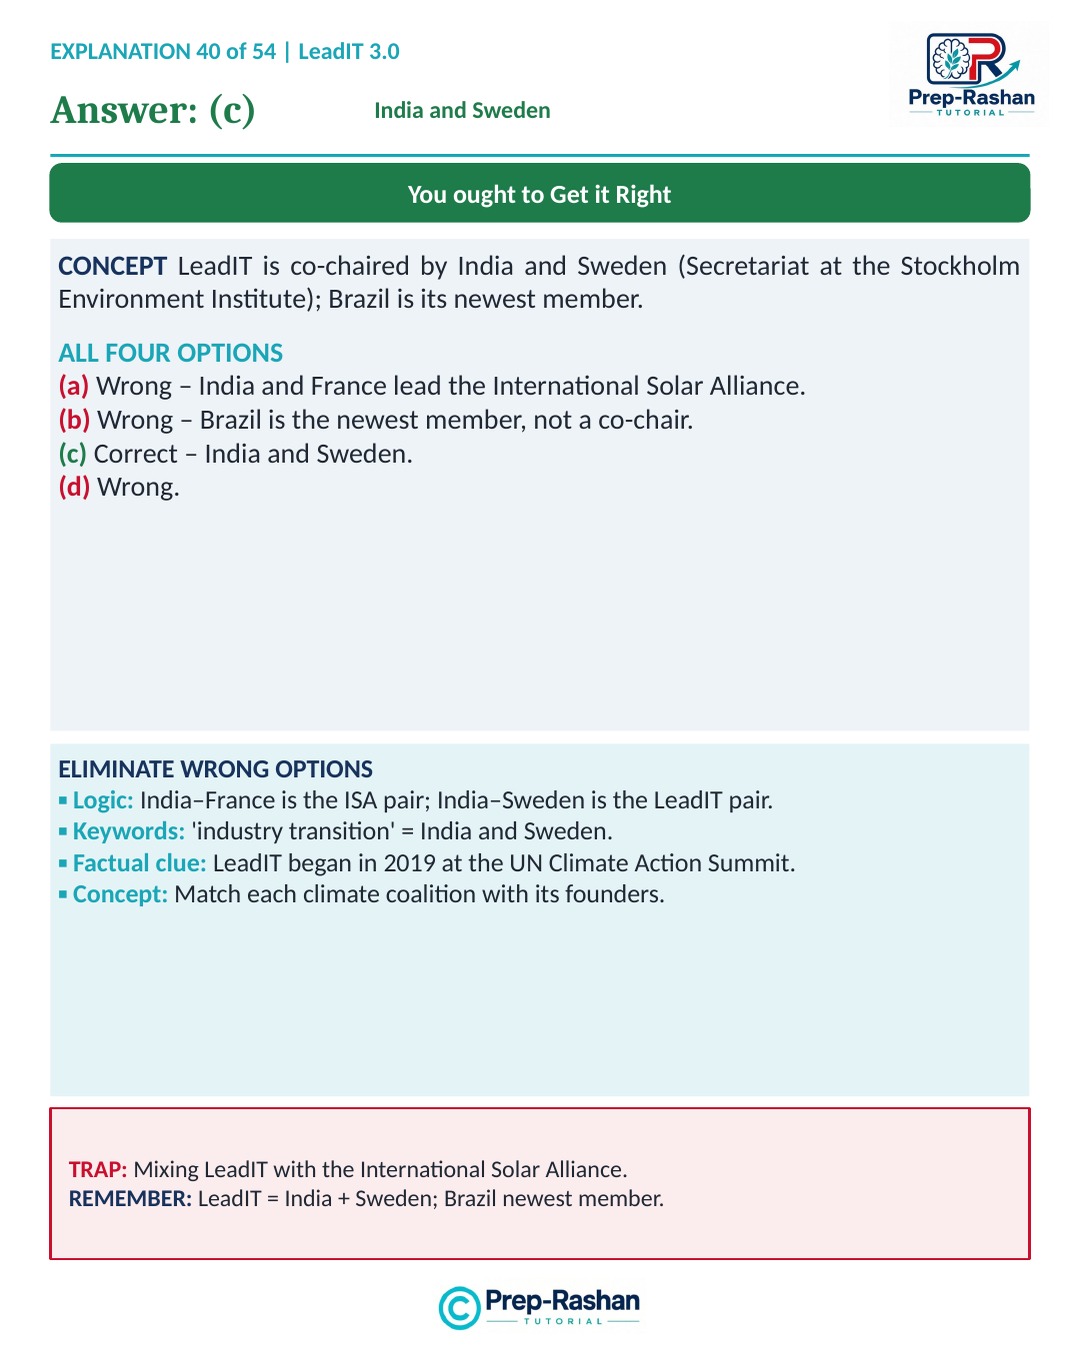 EXPLANATION 40 of 54 | LeadIT 3.0
Prep-Rashan
TUTORIAL
Answer: (c) India and Sweden
You ought to Get it Right
CONCEPT LeadIT is co-chaired by India and Sweden (Secretariat at the Stockholm
Environment Institute); Brazil is its newest member.
ALL FOUR OPTIONS
(a) Wrong – India and France lead the International Solar Alliance.
(b) Wrong – Brazil is the newest member, not a co-chair.
(c) Correct – India and Sweden.
(d) Wrong.
ELIMINATE WRONG OPTIONS
▪ Logic: India–France is the ISA pair; India–Sweden is the LeadIT pair.
▪ Keywords: 'industry transition' = India and Sweden.
▪ Factual clue: LeadIT began in 2019 at the UN Climate Action Summit.
▪ Concept: Match each climate coalition with its founders.
TRAP: Mixing LeadIT with the International Solar Alliance.
REMEMBER: LeadIT = India + Sweden; Brazil newest member.
© Prep-Rashan
TUTORIAL